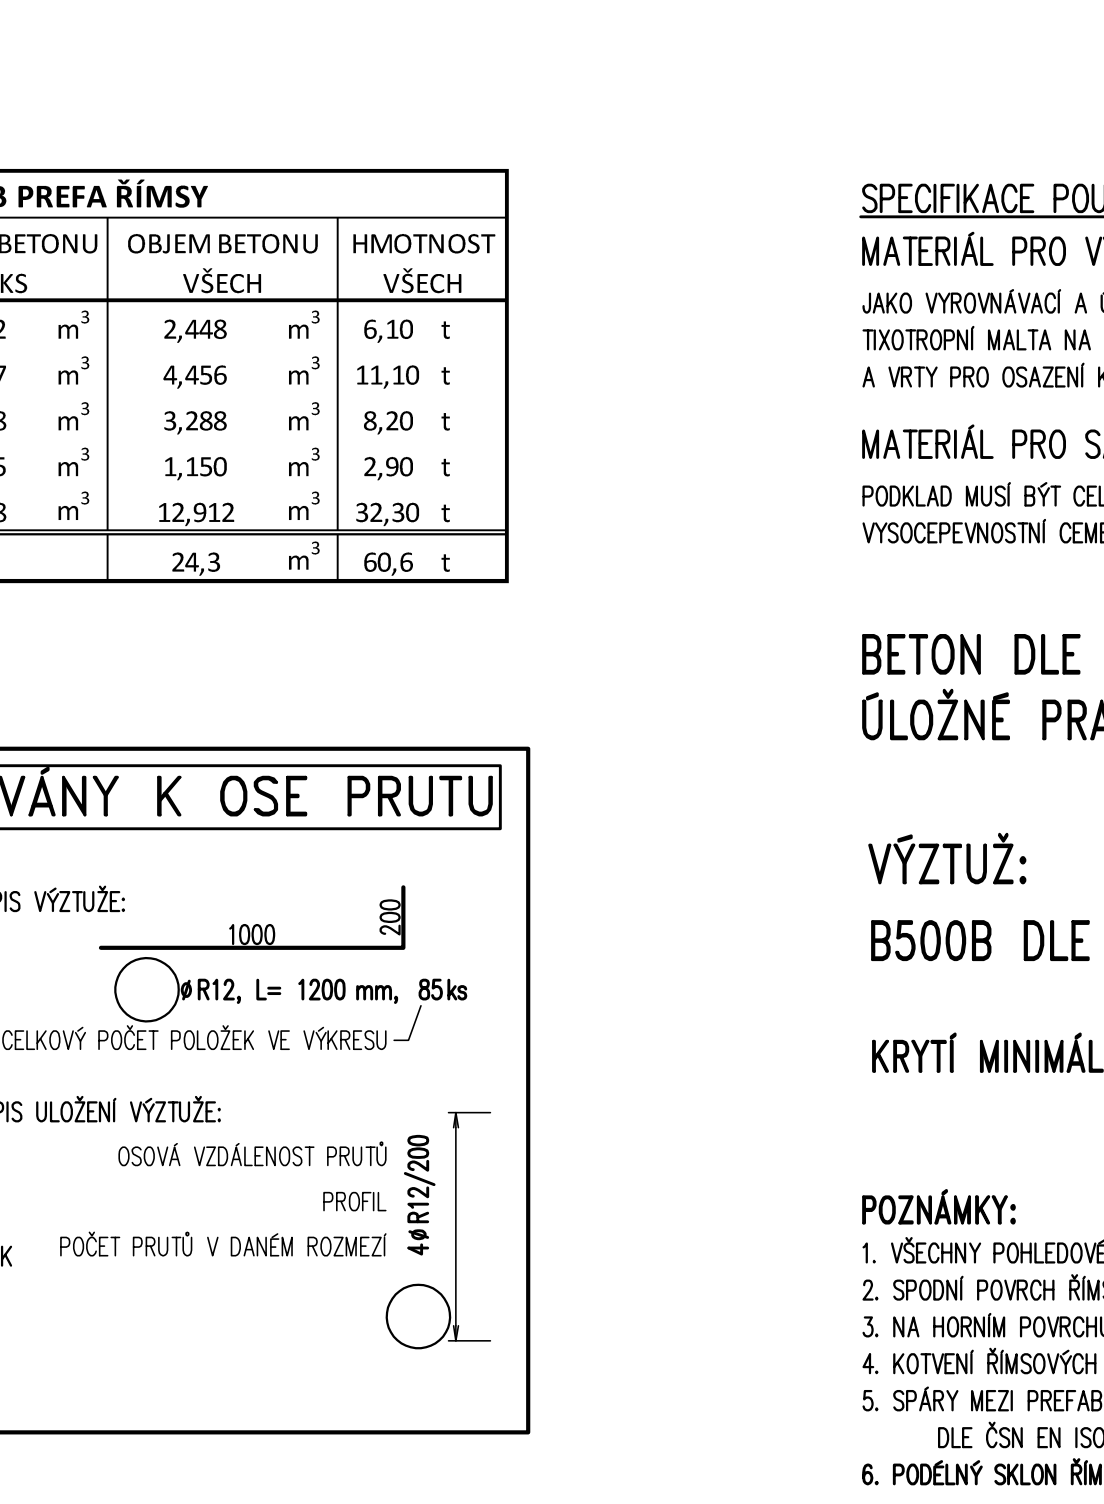 B PREFA ŘÍMSY
BETONU OBJEM BETONU HMOTNOST
KS VŠECH VŠECH
2 m³ 2,448 m³ 6,10 t
7 m³ 4,456 m³ 11,10 t
8 m³ 3,288 m³ 8,20 t
5 m³ 1,150 m³ 2,90 t
8 m³ 12,912 m³ 32,30 t
24,3 m³ 60,6 t
VÁNY K OSE PRUTU
PIS VÝZTUŽE:
1000
200
øR12, L= 1200 mm, 85ks
CELKOVÝ POČET POLOŽEK VE VÝKRESU
PIS ULOŽENÍ VÝZTUŽE:
OSOVÁ VZDÁLENOST PRUTŮ
PROFIL
POČET PRUTŮ V DANÉM ROZMEZÍ
K
4øR12/200
SPECIFIKACE POU
MATERIÁL PRO V
JAKO VYROVNÁVACÍ A
TIXOTROPNÍ MALTA NA
A VRTY PRO OSAZENÍ K
MATERIÁL PRO S
PODKLAD MUSÍ BÝT CEL
VYSOCEPEVNOSTNÍ CEME
BETON DLE
ÚLOŽNÉ PRA
VÝZTUŽ:
B500B DLE
KRYTÍ MINIMÁL
POZNÁMKY:
1. VŠECHNY POHLEDOVÉ
2. SPODNÍ POVRCH ŘÍMS
3. NA HORNÍM POVRCHU
4. KOTVENÍ ŘÍMSOVÝCH
5. SPÁRY MEZI PREFAB
DLE ČSN EN ISO
6. PODÉLNÝ SKLON ŘÍM